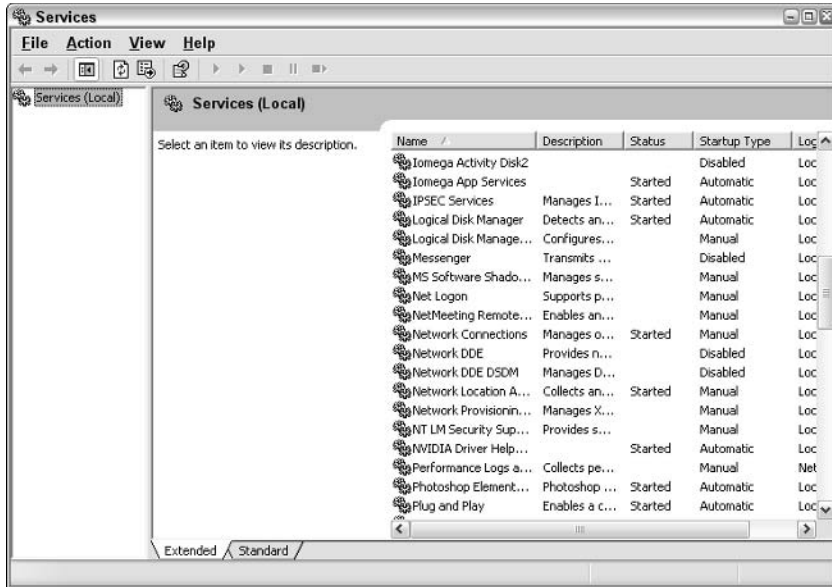 Services
File Action View Help
Services (Local)
Services (Local)
Select an item to view its description.
Name Description Status Startup Type Log
Iomega Activity Disk2 Disabled Loc
Iomega App Services Started Automatic Loc
IPSEC Services Manages I... Started Automatic Loc
Logical Disk Manager Detects an... Started Automatic Loc
Logical Disk Manage... Configures... Manual Loc
Messenger Transmits ... Disabled Loc
MS Software Shado... Manages s... Manual Loc
Net Logon Supports p... Manual Loc
NetMeeting Remote... Enables an... Manual Loc
Network Connections Manages o... Started Manual Loc
Network DDE Provides n... Disabled Loc
Network DDE DSDM Manages D... Disabled Loc
Network Location A... Collects an... Started Manual Loc
Network Provisionin... Manages X... Manual Loc
NT LM Security Sup... Provides s... Manual Loc
NVIDIA Driver Help... Started Automatic Loc
Performance Logs a... Collects pe... Manual Net
Photoshop Element... Photoshop ... Started Automatic Loc
Plug and Play Enables a c... Started Automatic Loc
Extended Standard